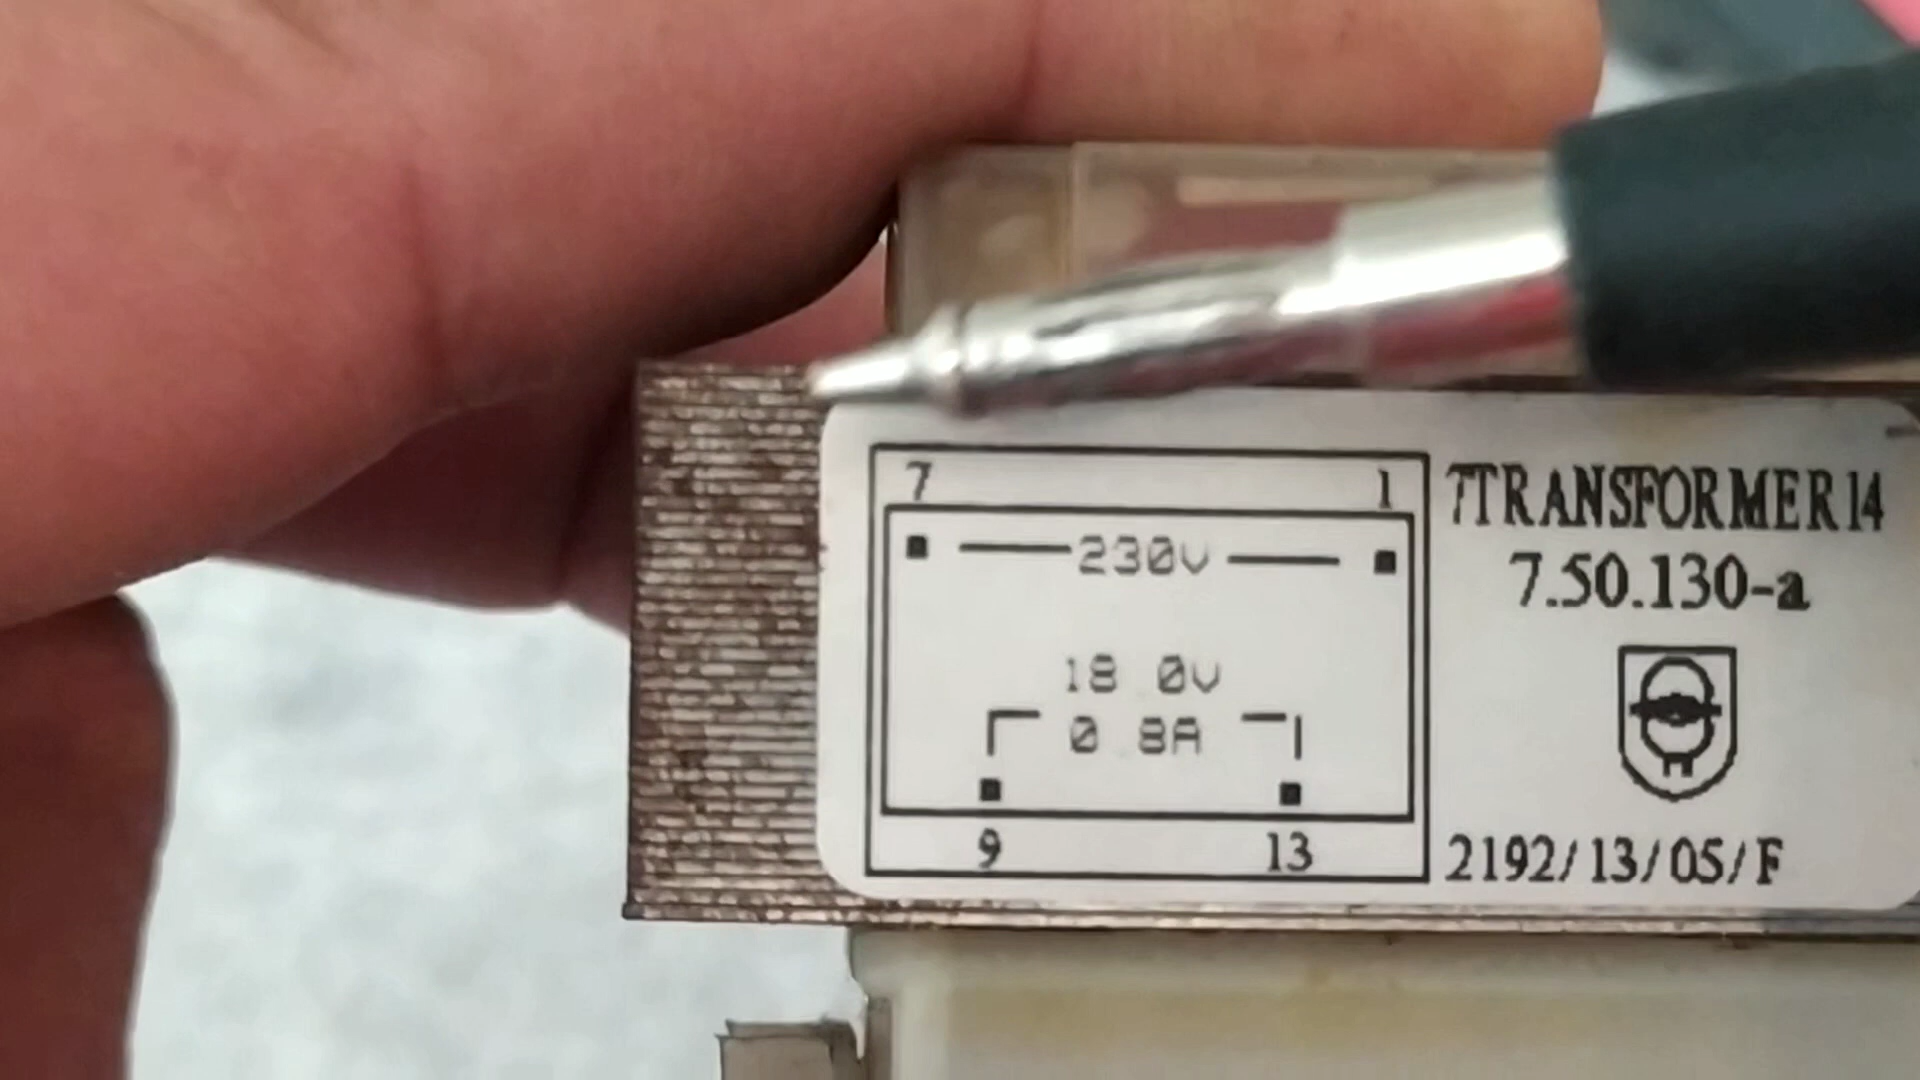 7 1
7TRANSFORMER14
230V
7.50.130-a
18 0V
0 8A
9 13
2192/13/05/F